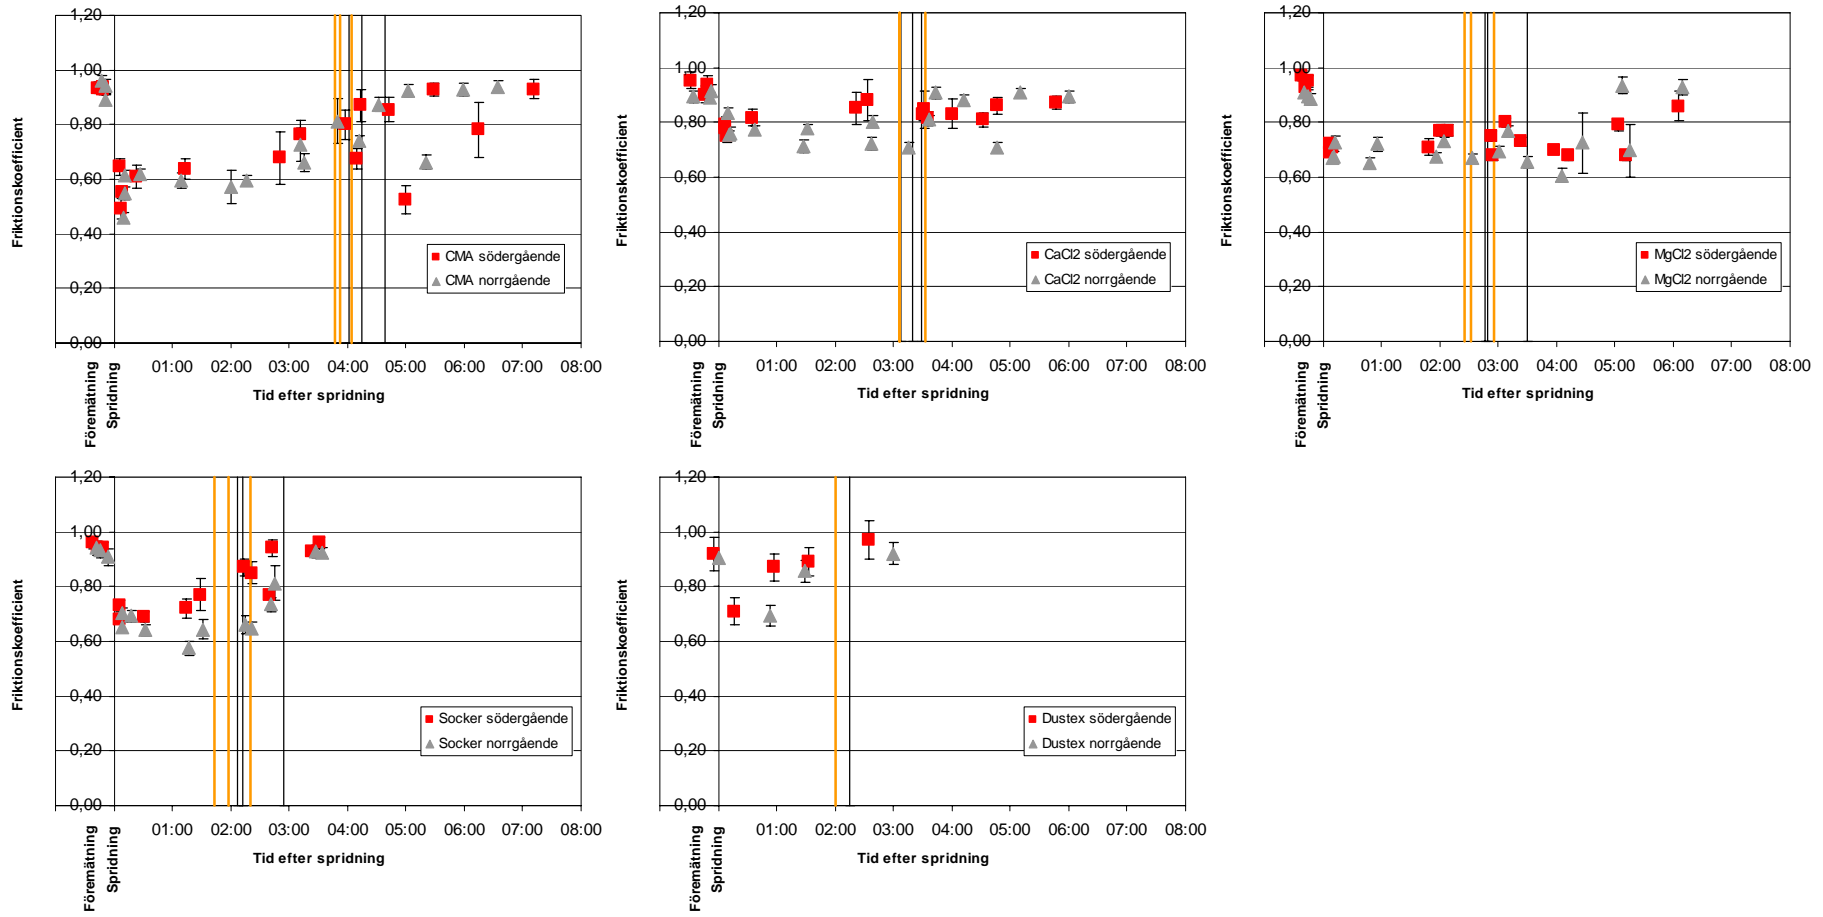 1,20
1,00
0,80
0,60
0,40
0,20
0,00
Friktionskoefficient
CMA södergående
CMA norrgående
Föremätning
Spridning
01:00 02:00 03:00 04:00 05:00 06:00 07:00 08:00
Tid efter spridning
1,20
1,00
0,80
0,60
0,40
0,20
0,00
Friktionskoefficient
CaCl2 södergående
CaCl2 norrgående
Föremätning
Spridning
01:00 02:00 03:00 04:00 05:00 06:00 07:00 08:00
Tid efter spridning
1,20
1,00
0,80
0,60
0,40
0,20
0,00
Friktionskoefficient
MgCl2 södergående
MgCl2 norrgående
Föremätning
Spridning
01:00 02:00 03:00 04:00 05:00 06:00 07:00 08:00
Tid efter spridning
1,20
1,00
0,80
0,60
0,40
0,20
0,00
Friktionskoefficient
Socker södergående
Socker norrgående
Föremätning
Spridning
01:00 02:00 03:00 04:00 05:00 06:00 07:00 08:00
Tid efter spridning
1,20
1,00
0,80
0,60
0,40
0,20
0,00
Friktionskoefficient
Dustex södergående
Dustex norrgående
Föremätning
Spridning
01:00 02:00 03:00 04:00 05:00 06:00 07:00 08:00
Tid efter spridning